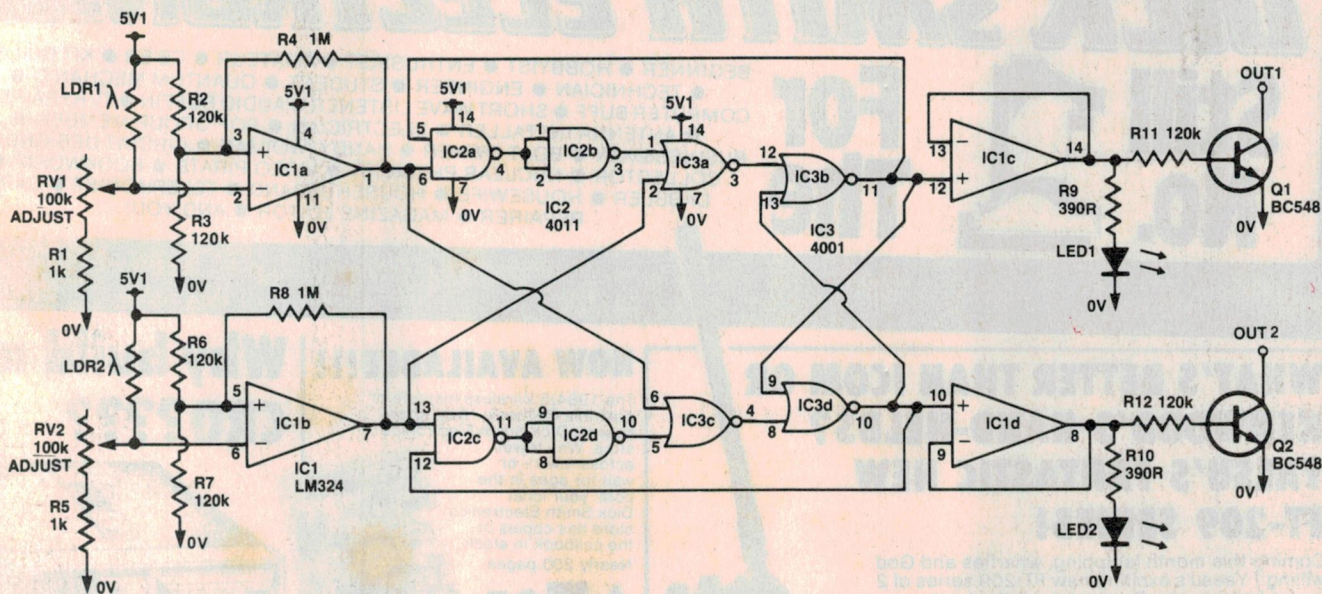 5V1
LDR1 λ
R2
120k
RV1
100k
ADJUST
R1
1k
0V
R3
120k
0V
R4 1M
5V1
3
4
+
IC1a
−
2
11
1
0V
5V1
14
5
IC2a
6
4
0V
1
IC2b
2
3
IC2
4011
5V1
14
1
IC3a
2
3
0V
12
IC3b
13
11
IC3
4001
13
−
IC1c
+
12
14
R11 120k
R9
390R
LED1
0V
OUT1
Q1
BC548
0V
5V1
LDR2 λ
R6
120k
RV2
100k
ADJUST
R5
1k
0V
R7
120k
0V
R8 1M
5
+
IC1b
6
7
IC1
LM324
13
IC2c
12
11
9
IC2d
8
10
6
IC3c
5
4
9
IC3d
8
10
10
+
IC1d
−
9
8
R12 120k
R10
390R
LED2
0V
OUT 2
Q2
BC548
0V